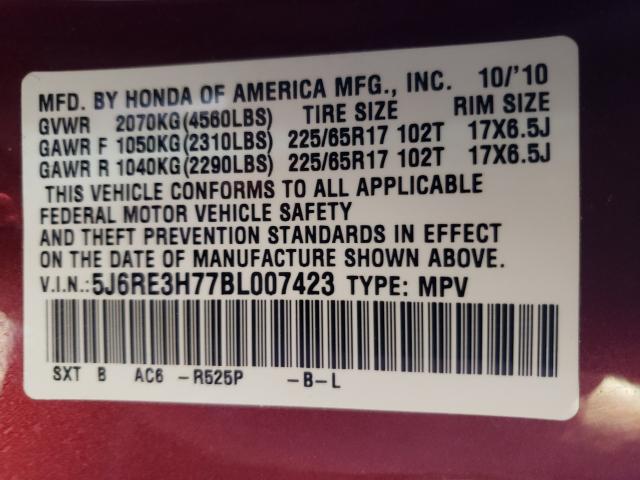 MFD. BY HONDA OF AMERICA MFG., INC. 10/'10
GVWR 2070KG(4560LBS) TIRE SIZE RIM SIZE
GAWR F 1050KG(2310LBS) 225/65R17 102T 17X6.5J
GAWR R 1040KG(2290LBS) 225/65R17 102T 17X6.5J
THIS VEHICLE CONFORMS TO ALL APPLICABLE
FEDERAL MOTOR VEHICLE SAFETY
AND THEFT PREVENTION STANDARDS IN EFFECT
ON THE DATE OF MANUFACTURE SHOWN ABOVE.
V.I.N.:5J6RE3H77BL007423 TYPE: MPV
SXT B AC6 -R525P -B-L